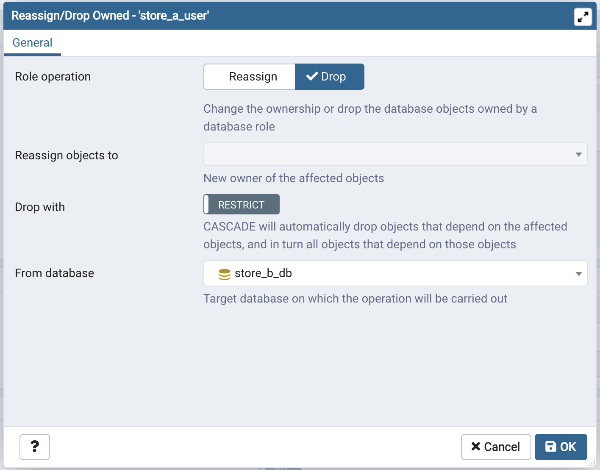 Reassign/Drop Owned - 'store_a_user'
General
Role operation
Reassign
Drop
Change the ownership or drop the database objects owned by a
database role
Reassign objects to
New owner of the affected objects
Drop with
RESTRICT
CASCADE will automatically drop objects that depend on the affected
objects, and in turn all objects that depend on those objects
From database
store_b_db
Target database on which the operation will be carried out
?
Cancel
OK